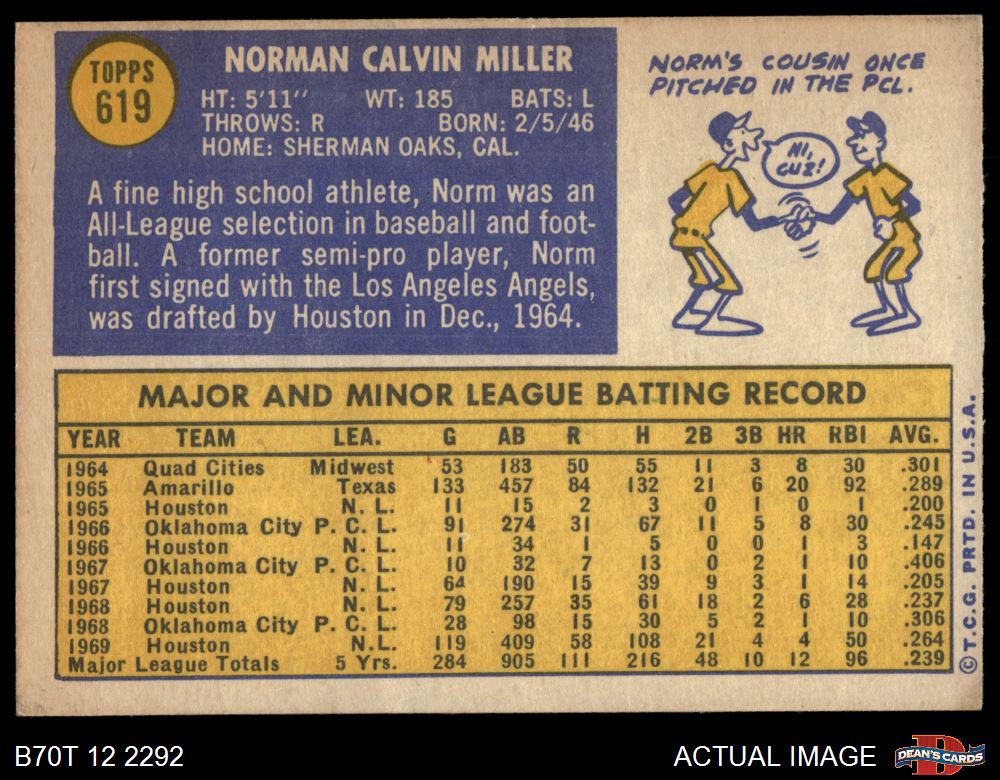 TOPPS
619
NORMAN CALVIN MILLER
HT: 5'11" WT: 185 BATS: L
THROWS: R BORN: 2/5/46
HOME: SHERMAN OAKS, CAL.
A fine high school athlete, Norm was an
All-League selection in baseball and foot-
ball. A former semi-pro player, Norm
first signed with the Los Angeles Angels,
was drafted by Houston in Dec., 1964.
NORM'S COUSIN ONCE
PITCHED IN THE PCL.
HI,
CUZ!
MAJOR AND MINOR LEAGUE BATTING RECORD
YEAR TEAM LEA. G AB R H 2B 3B HR RBI AVG.
1964 Quad Cities Midwest 53 183 50 55 11 3 8 30 .301
1965 Amarillo Texas 133 457 84 132 21 6 20 92 .289
1965 Houston N. L. 11 15 2 3 0 1 0 1 .200
1966 Oklahoma City P. C. L. 91 274 31 67 11 5 8 30 .245
1966 Houston N. L. 11 34 1 5 0 0 1 3 .147
1967 Oklahoma City P. C. L. 10 32 7 13 0 2 1 10 .406
1967 Houston N. L. 64 190 15 39 9 3 1 14 .205
1968 Houston N. L. 79 257 35 61 18 2 6 28 .237
1968 Oklahoma City P. C. L. 28 98 15 30 5 2 1 10 .306
1969 Houston N.L. 119 409 58 108 21 4 4 50 .264
Major League Totals 5 Yrs. 284 905 111 216 48 10 12 96 .239
© T.C.G. PRTD. IN U.S.A.
B70T 12 2292
ACTUAL IMAGE
D
DEAN'S CARDS